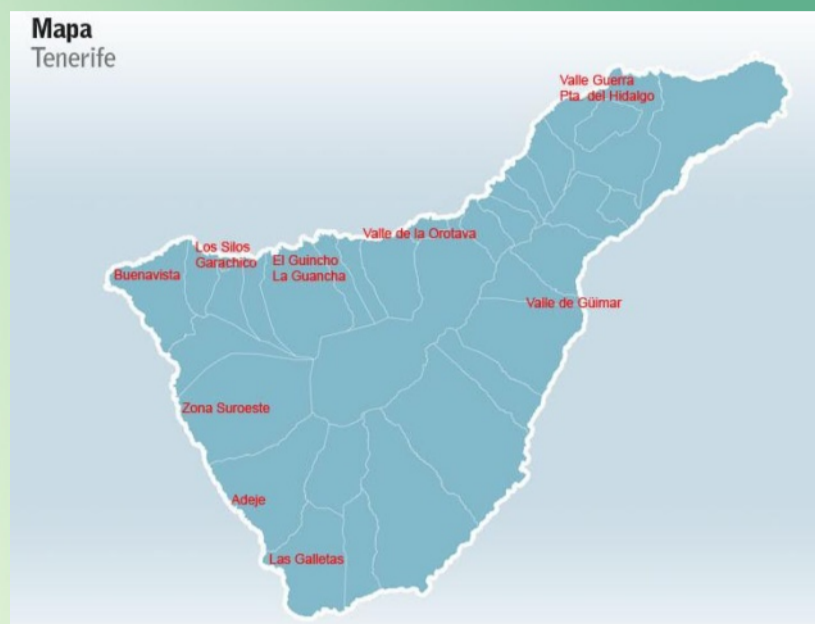 Mapa
Tenerife
Valle Guerra
Pta. del Hidalgo
Valle de la Orotava
Los Silos
Garachico
El Guincho
La Guancha
Buenavista
Valle de Güimar
Zona Suroeste
Adeje
Las Galletas